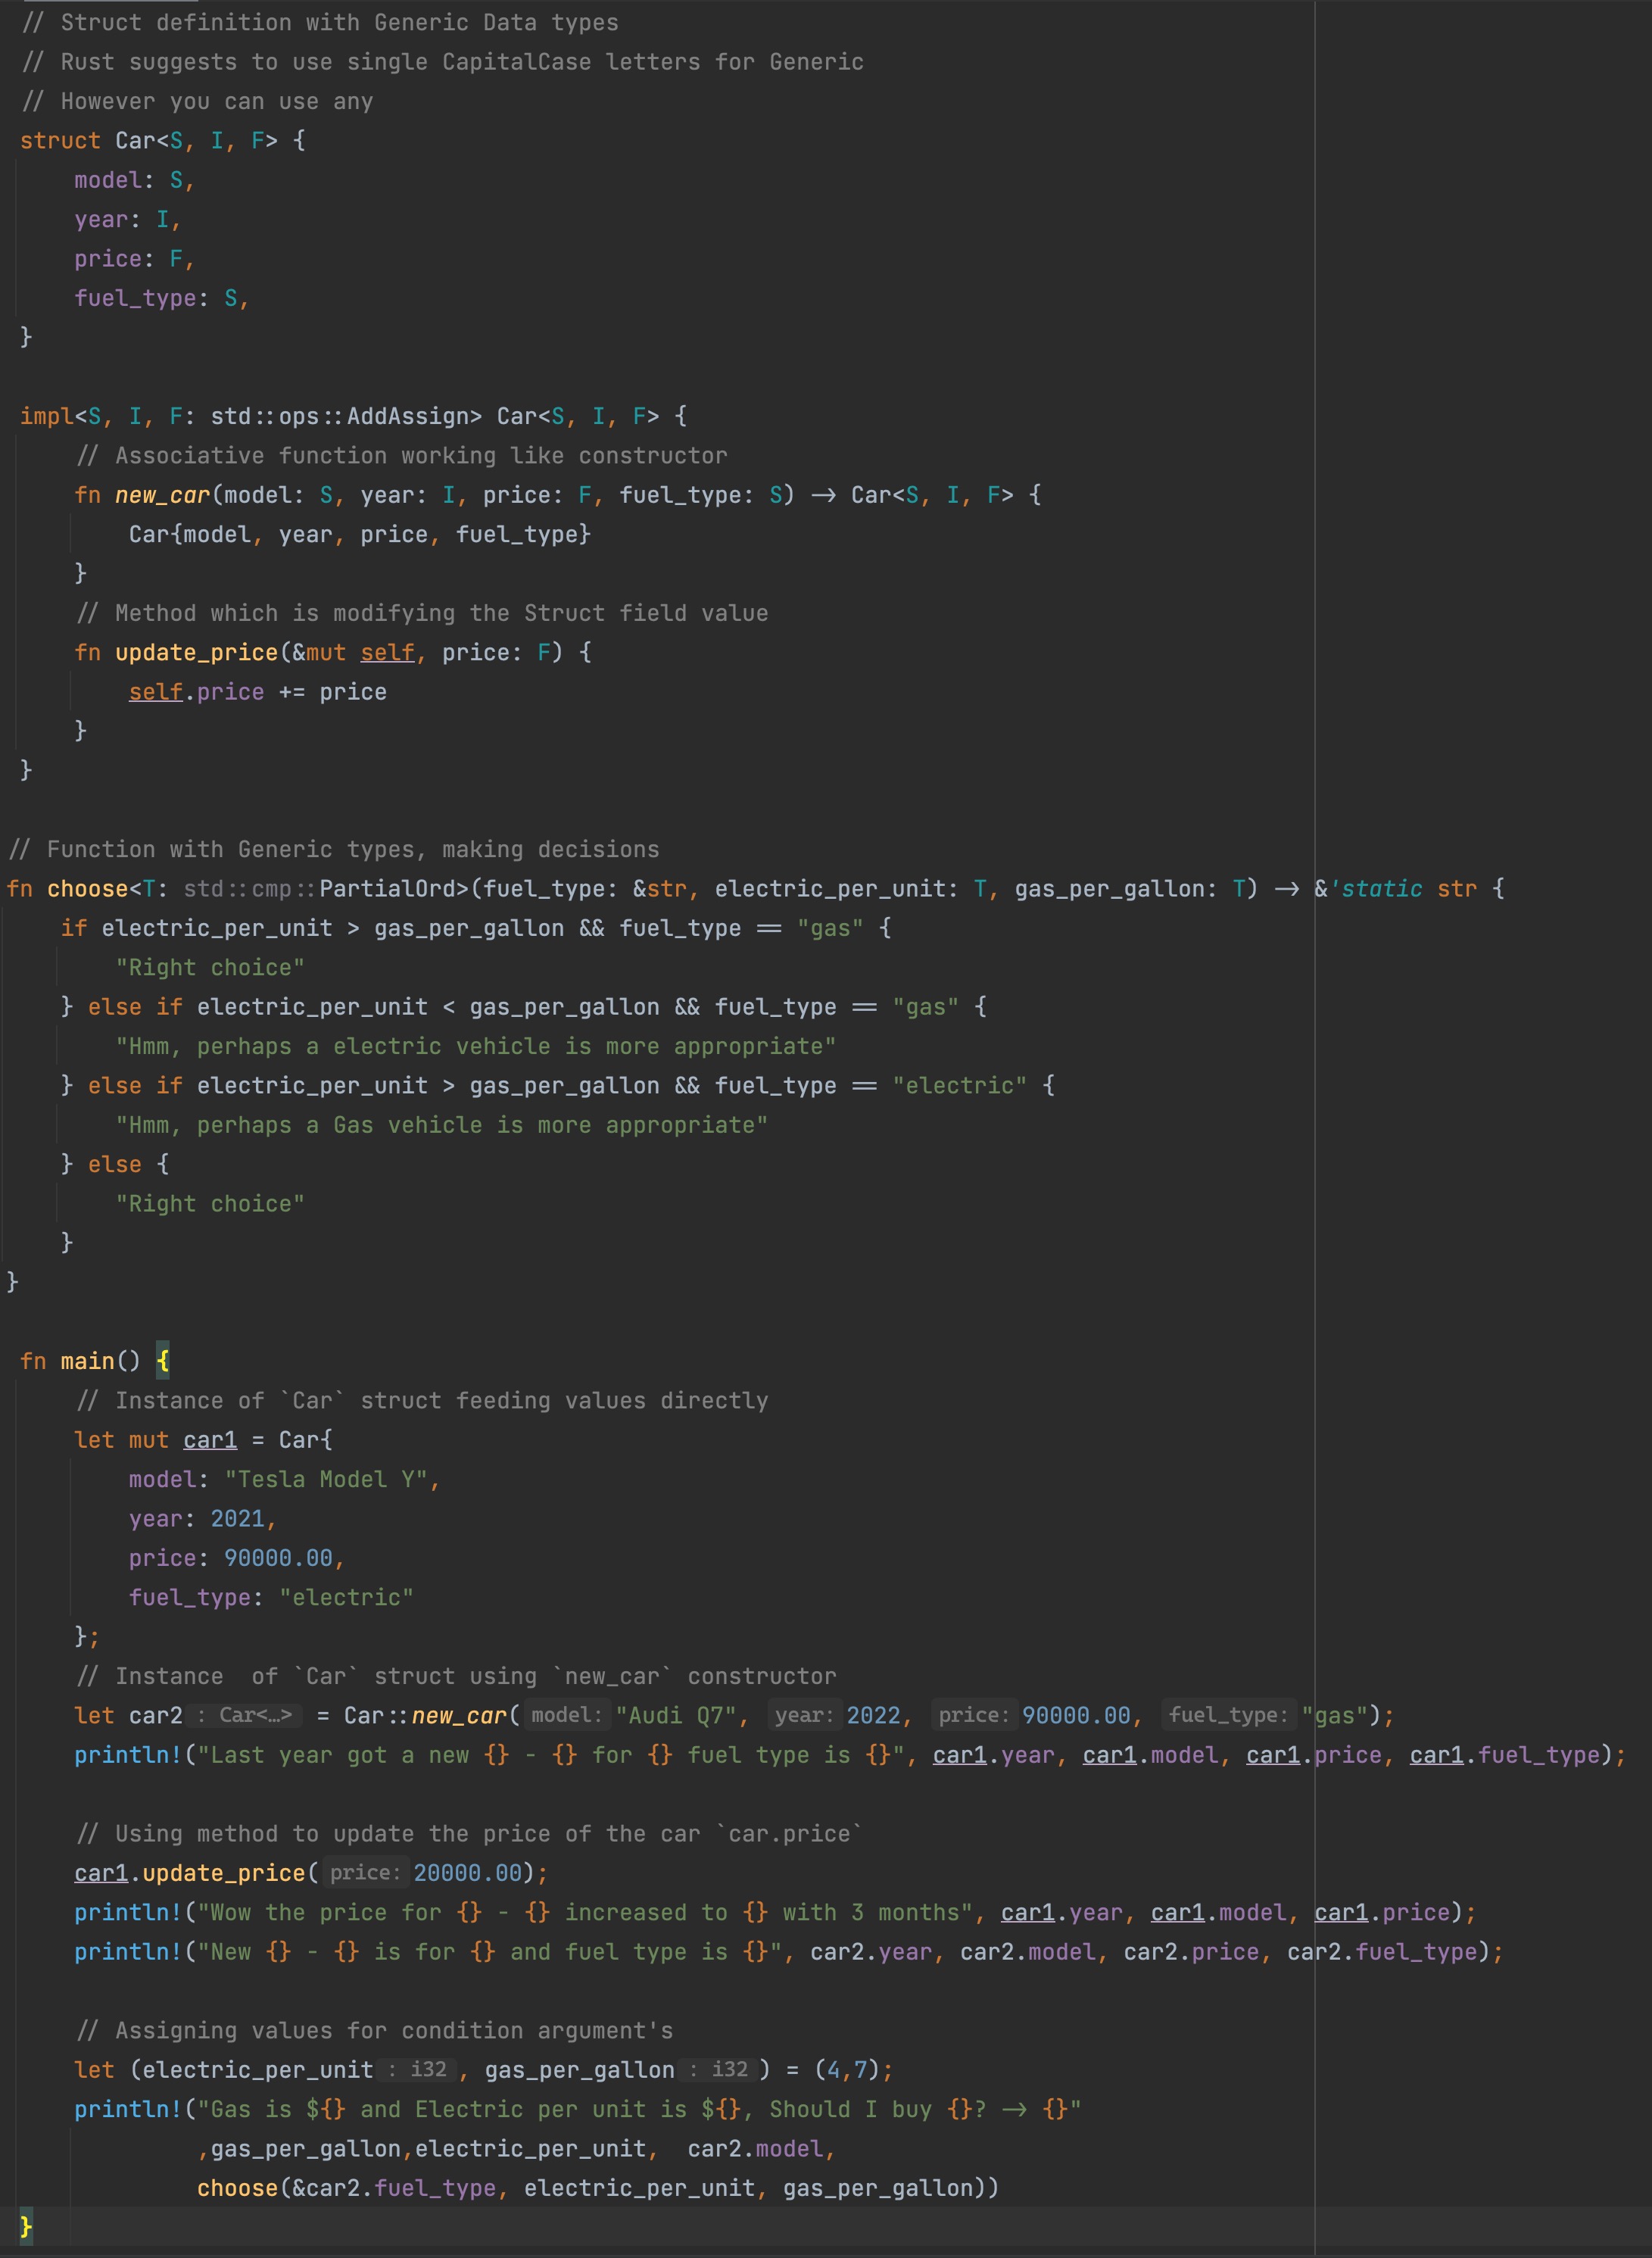 // Struct definition with Generic Data types
// Rust suggests to use single CapitalCase letters for Generic
// However you can use any
struct Car<S, I, F> {
    model: S,
    year: I,
    price: F,
    fuel_type: S,
}

impl<S, I, F: std::ops::AddAssign> Car<S, I, F> {
    // Associative function working like constructor
    fn new_car(model: S, year: I, price: F, fuel_type: S) -> Car<S, I, F> {
        Car{model, year, price, fuel_type}
    }
    // Method which is modifying the Struct field value
    fn update_price(&mut self, price: F) {
        self.price += price
    }
}

// Function with Generic types, making decisions
fn choose<T: std::cmp::PartialOrd>(fuel_type: &str, electric_per_unit: T, gas_per_gallon: T) -> &'static str {
    if electric_per_unit > gas_per_gallon && fuel_type == "gas" {
        "Right choice"
    } else if electric_per_unit < gas_per_gallon && fuel_type == "gas" {
        "Hmm, perhaps a electric vehicle is more appropriate"
    } else if electric_per_unit > gas_per_gallon && fuel_type == "electric" {
        "Hmm, perhaps a Gas vehicle is more appropriate"
    } else {
        "Right choice"
    }
}

fn main() {
    // Instance of `Car` struct feeding values directly
    let mut car1 = Car{
        model: "Tesla Model Y",
        year: 2021,
        price: 90000.00,
        fuel_type: "electric"
    };
    // Instance  of `Car` struct using `new_car` constructor
    let car2 : Car<…> = Car::new_car( model: "Audi Q7", year: 2022, price: 90000.00, fuel_type: "gas");
    println!("Last year got a new {} - {} for {} fuel type is {}", car1.year, car1.model, car1.price, car1.fuel_type);

    // Using method to update the price of the car `car.price`
    car1.update_price( price: 20000.00);
    println!("Wow the price for {} - {} increased to {} with 3 months", car1.year, car1.model, car1.price);
    println!("New {} - {} is for {} and fuel type is {}", car2.year, car2.model, car2.price, car2.fuel_type);

    // Assigning values for condition argument's
    let (electric_per_unit : i32 , gas_per_gallon : i32 ) = (4,7);
    println!("Gas is ${} and Electric per unit is ${}, Should I buy {}? -> {}"
             ,gas_per_gallon,electric_per_unit,  car2.model,
             choose(&car2.fuel_type, electric_per_unit, gas_per_gallon))
}